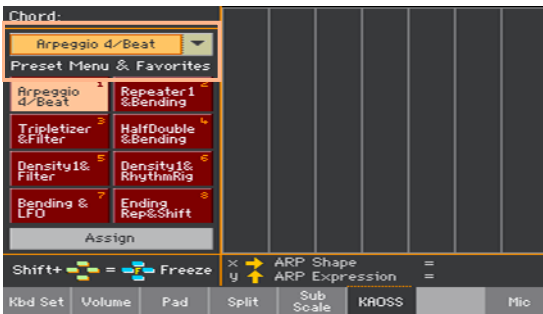 Chord:
Arpeggio 4/Beat
Preset Menu & Favorites
Arpeggio 4/Beat 1
Repeater1 &Bending 2
Tripletizer &Filter 3
HalfDouble &Bending 4
Density1& Filter 5
Density1& RhythmRig 6
Bending & LFO 7
Ending Rep&Shift 8
Assign
Shift+ = F Freeze
x ARP Shape =
y ARP Expression =
Kbd Set Volume Pad Split Sub Scale KAOSS Mic